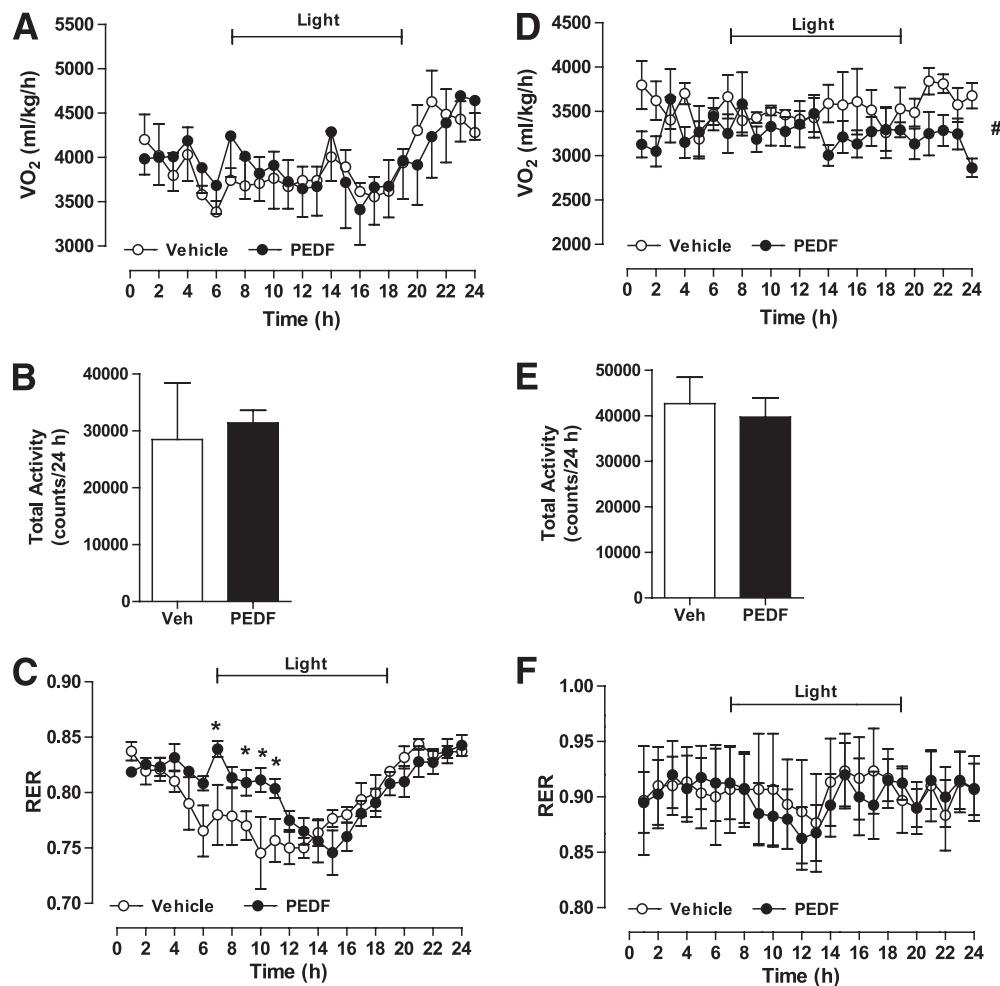 A
Light
5500
5000
4500
4000
3500
3000
VO2 (ml/kg/h)
Vehicle PEDF
0 2 4 6 8 10 12 14 16 18 20 22 24
Time (h)
D
Light
4500
4000
3500
3000
2500
2000
VO2 (ml/kg/h)
#
Vehicle PEDF
0 2 4 6 8 10 12 14 16 18 20 22 24
Time (h)
B
40000
30000
20000
10000
0
Total Activity
(counts/24 h)
Veh PEDF
E
50000
40000
30000
20000
10000
0
Total Activity
(counts/24 h)
Veh PEDF
C
Light
0.90
0.85
0.80
0.75
0.70
RER
* * * *
Vehicle PEDF
0 2 4 6 8 10 12 14 16 18 20 22 24
Time (h)
F
Light
1.00
0.95
0.90
0.85
0.80
RER
Vehicle PEDF
0 2 4 6 8 10 12 14 16 18 20 22 24
Time (h)